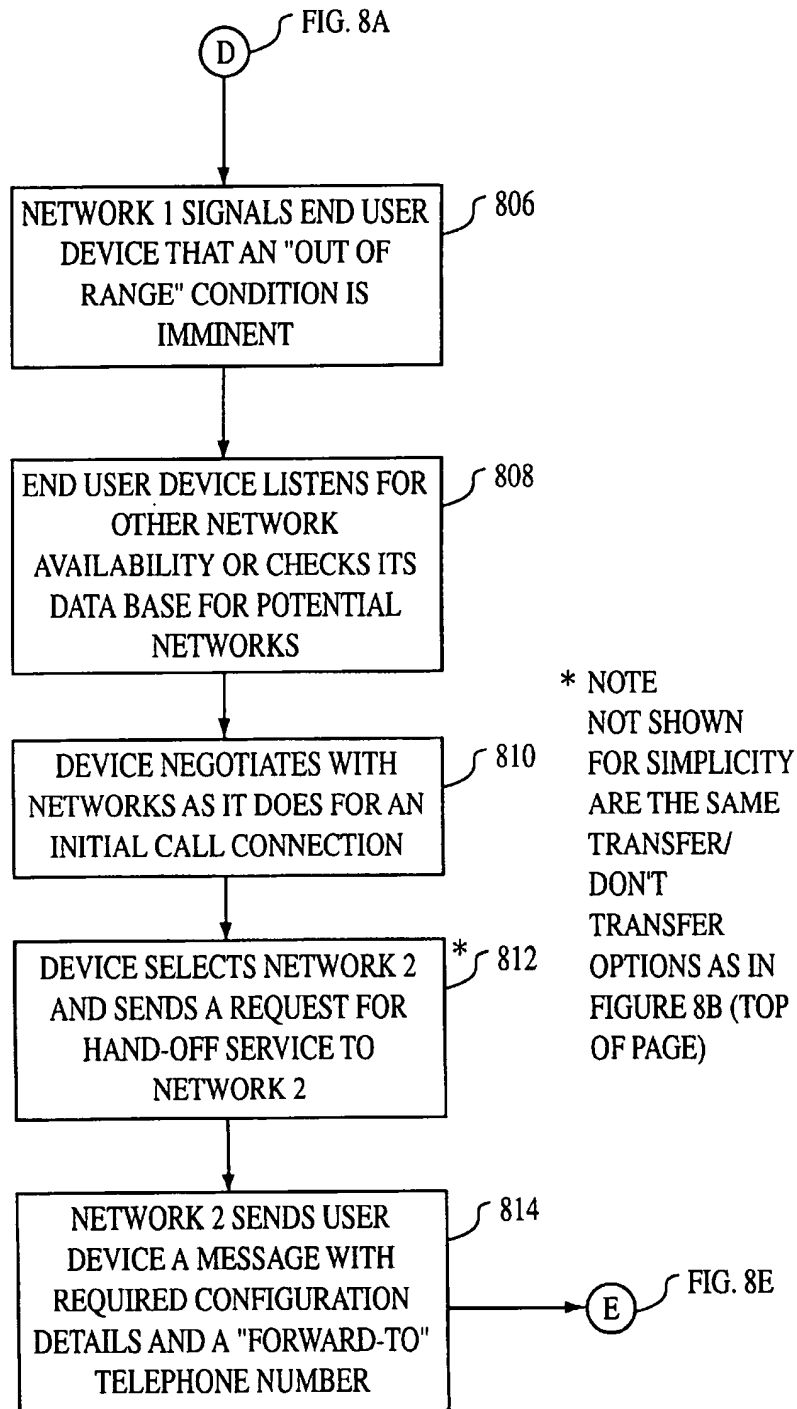 FIG. 8A
D
NETWORK 1 SIGNALS END USER
DEVICE THAT AN "OUT OF
RANGE" CONDITION IS
IMMINENT
806
END USER DEVICE LISTENS FOR
OTHER NETWORK
AVAILABILITY OR CHECKS ITS
DATA BASE FOR POTENTIAL
NETWORKS
808
DEVICE NEGOTIATES WITH
NETWORKS AS IT DOES FOR AN
INITIAL CALL CONNECTION
810
DEVICE SELECTS NETWORK 2
AND SENDS A REQUEST FOR
HAND-OFF SERVICE TO
NETWORK 2
* 812
* NOTE
NOT SHOWN
FOR SIMPLICITY
ARE THE SAME
TRANSFER/
DON'T
TRANSFER
OPTIONS AS IN
FIGURE 8B (TOP
OF PAGE)
NETWORK 2 SENDS USER
DEVICE A MESSAGE WITH
REQUIRED CONFIGURATION
DETAILS AND A "FORWARD-TO"
TELEPHONE NUMBER
814
E
FIG. 8E